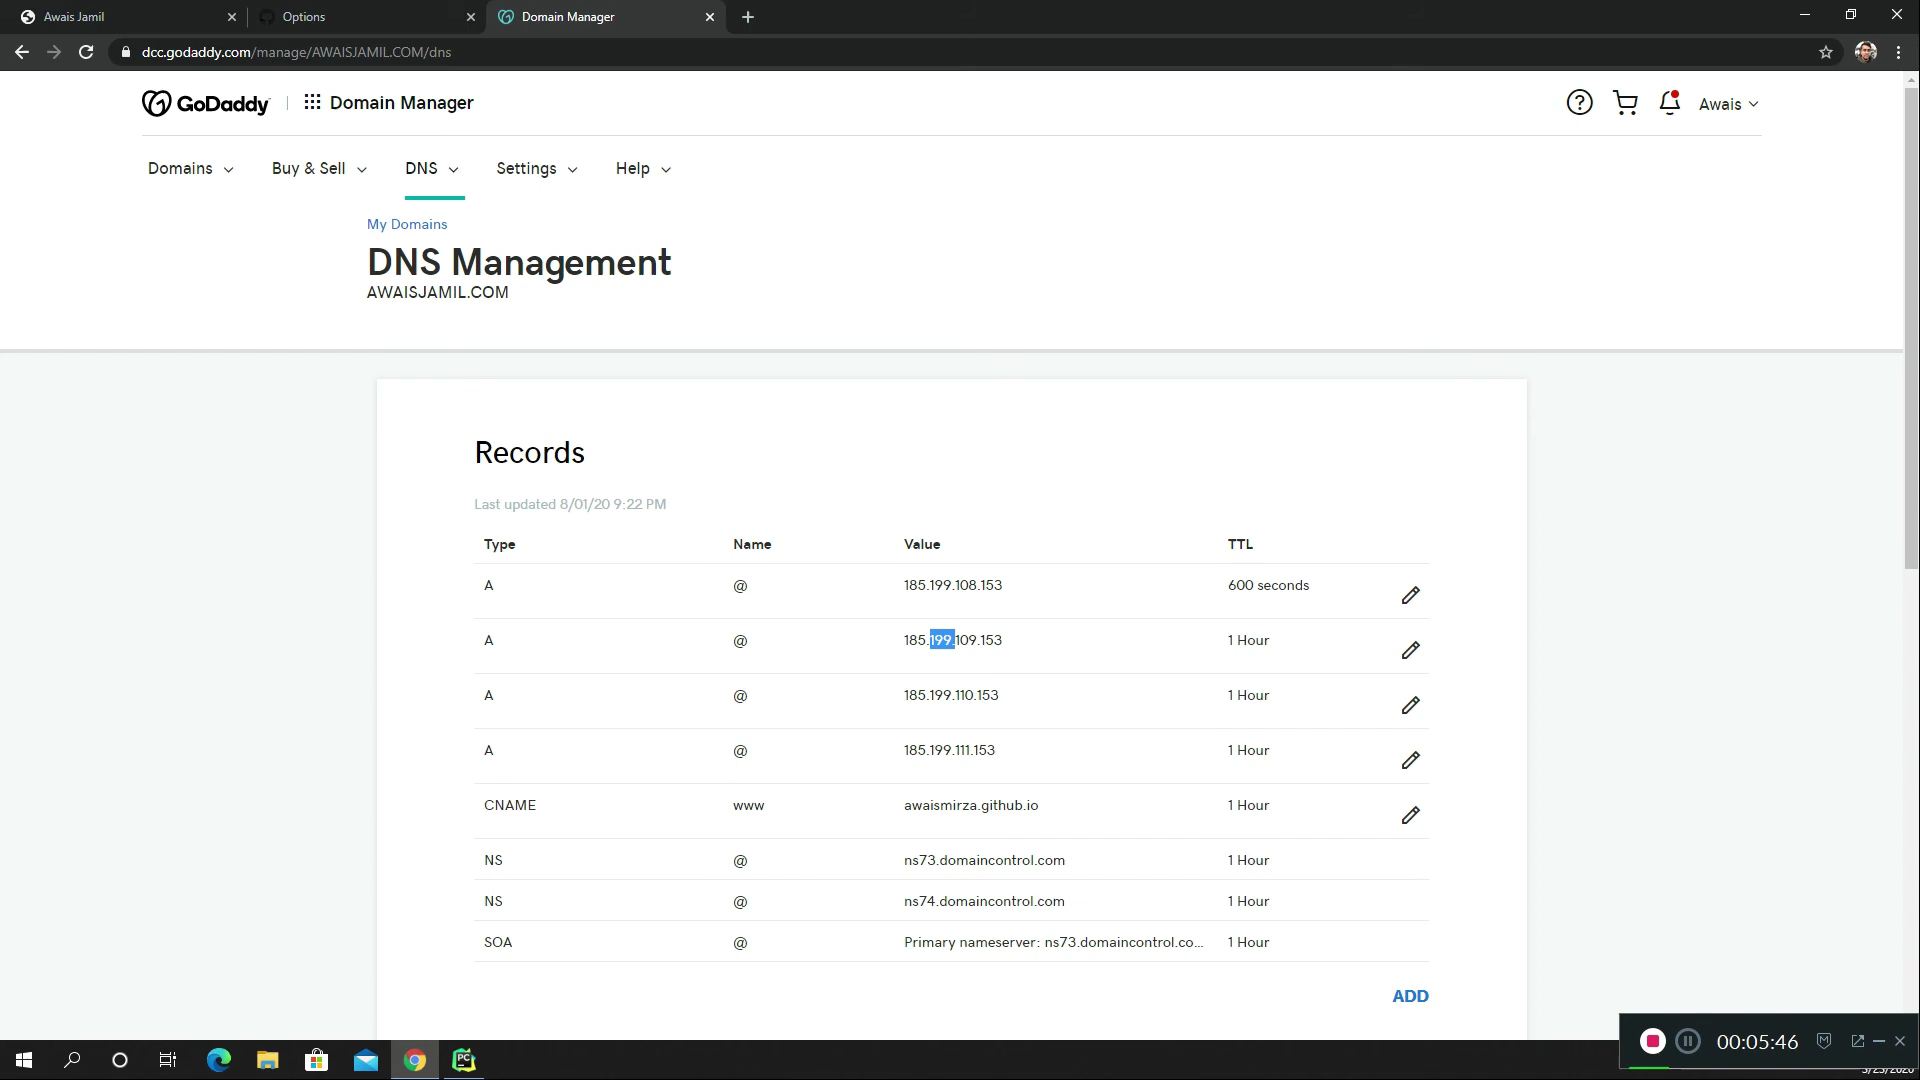 Awais Jamil
Options
Domain Manager
dcc.godaddy.com/manage/AWAISJAMIL.COM/dns
GoDaddy
Domain Manager
Awais
Domains
Buy & Sell
DNS
Settings
Help
My Domains
DNS Management
AWAISJAMIL.COM
Records
Last updated 8/01/20 9:22 PM
Type Name Value TTL
A @ 185.199.108.153 600 seconds
A @ 185.199.109.153 1 Hour
A @ 185.199.110.153 1 Hour
A @ 185.199.111.153 1 Hour
CNAME www awaismirza.github.io 1 Hour
NS @ ns73.domaincontrol.com 1 Hour
NS @ ns74.domaincontrol.com 1 Hour
SOA @ Primary nameserver: ns73.domaincontrol.co... 1 Hour
ADD
PC
00:05:46